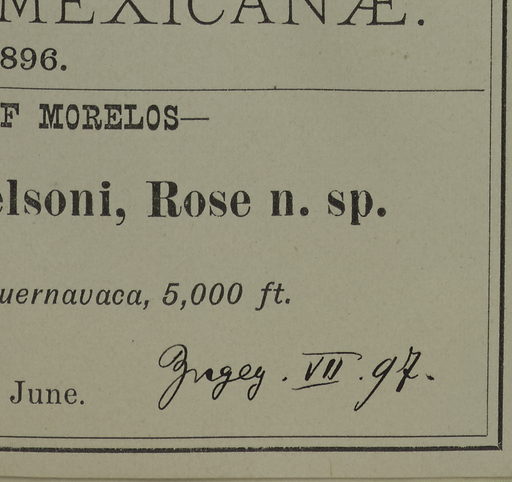 MEXICANÆ.
896.
F MORELOS—
elsoni, Rose n. sp.
uernavaca, 5,000 ft.
June.
VII. 97.